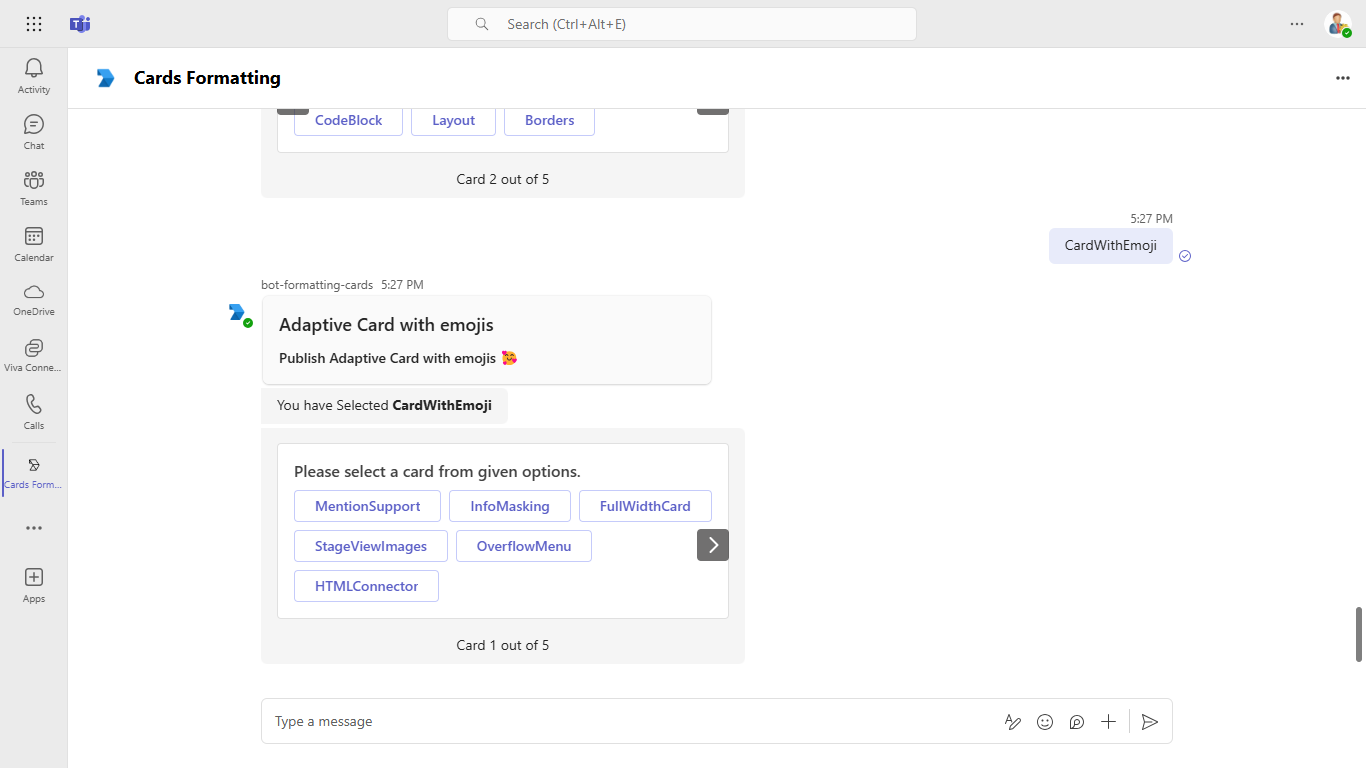 Search (Ctrl+Alt+E)
Activity
Chat
Teams
Calendar
OneDrive
Viva Conne...
Calls
Cards Form...
Apps
Cards Formatting
CodeBlock Layout Borders
Card 2 out of 5
5:27 PM
CardWithEmoji
bot-formatting-cards 5:27 PM
Adaptive Card with emojis
Publish Adaptive Card with emojis 🥰
You have Selected CardWithEmoji
Please select a card from given options.
MentionSupport InfoMasking FullWidthCard
StageViewImages OverflowMenu
HTMLConnector
Card 1 out of 5
Type a message